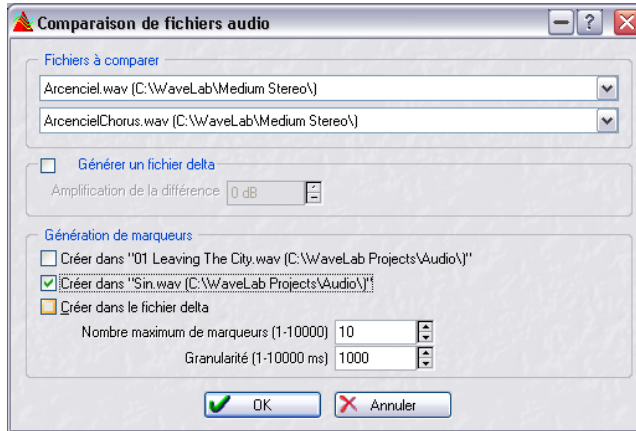 Comparaison de fichiers audio
?
Fichiers à comparer
Arcenciel.wav (C:\WaveLab\Medium Stereo\)
ArcencielChorus.wav (C:\WaveLab\Medium Stereo\)
Générer un fichier delta
Amplification de la différence 0 dB
Génération de marqueurs
Créer dans "01 Leaving The City.wav (C:\WaveLab Projects\Audio\)"
Créer dans "Sin.wav (C:\WaveLab Projects\Audio\)"
Créer dans le fichier delta
Nombre maximum de marqueurs (1-10000) 10
Granularité (1-10000 ms) 1000
OK Annuler